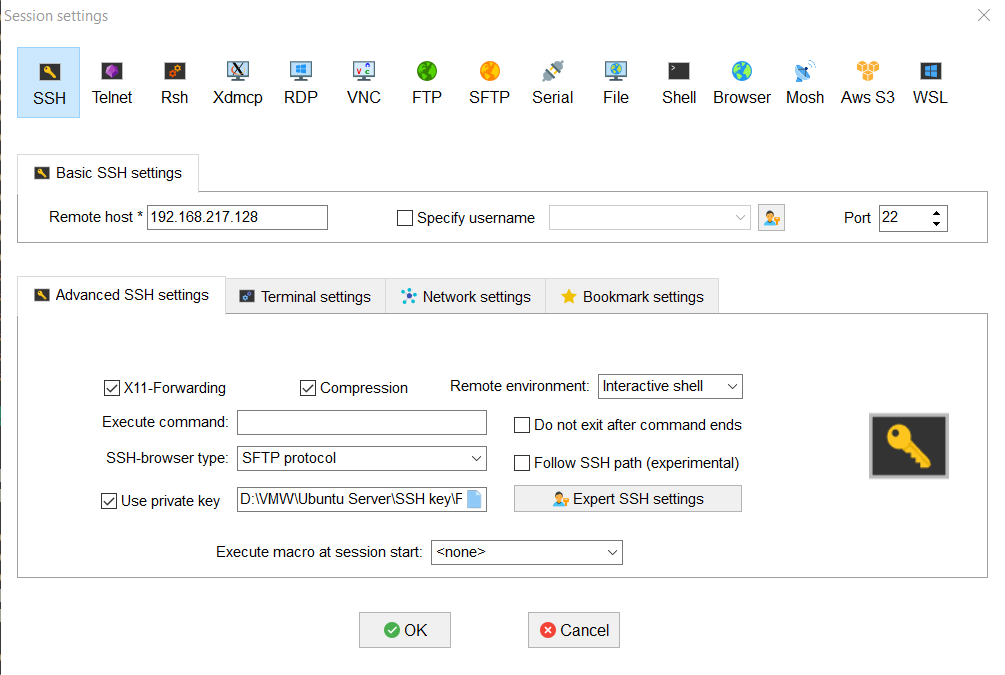 Session settings
SSH Telnet Rsh Xdmcp RDP VNC FTP SFTP Serial File Shell Browser Mosh Aws S3 WSL
Basic SSH settings
Remote host * 192.168.217.128 Specify username Port 22
Advanced SSH settings Terminal settings Network settings Bookmark settings
X11-Forwarding Compression Remote environment: Interactive shell
Execute command: Do not exit after command ends
SSH-browser type: SFTP protocol Follow SSH path (experimental)
Use private key D:\VMW\Ubuntu Server\SSH key\F Expert SSH settings
Execute macro at session start: <none>
OK Cancel